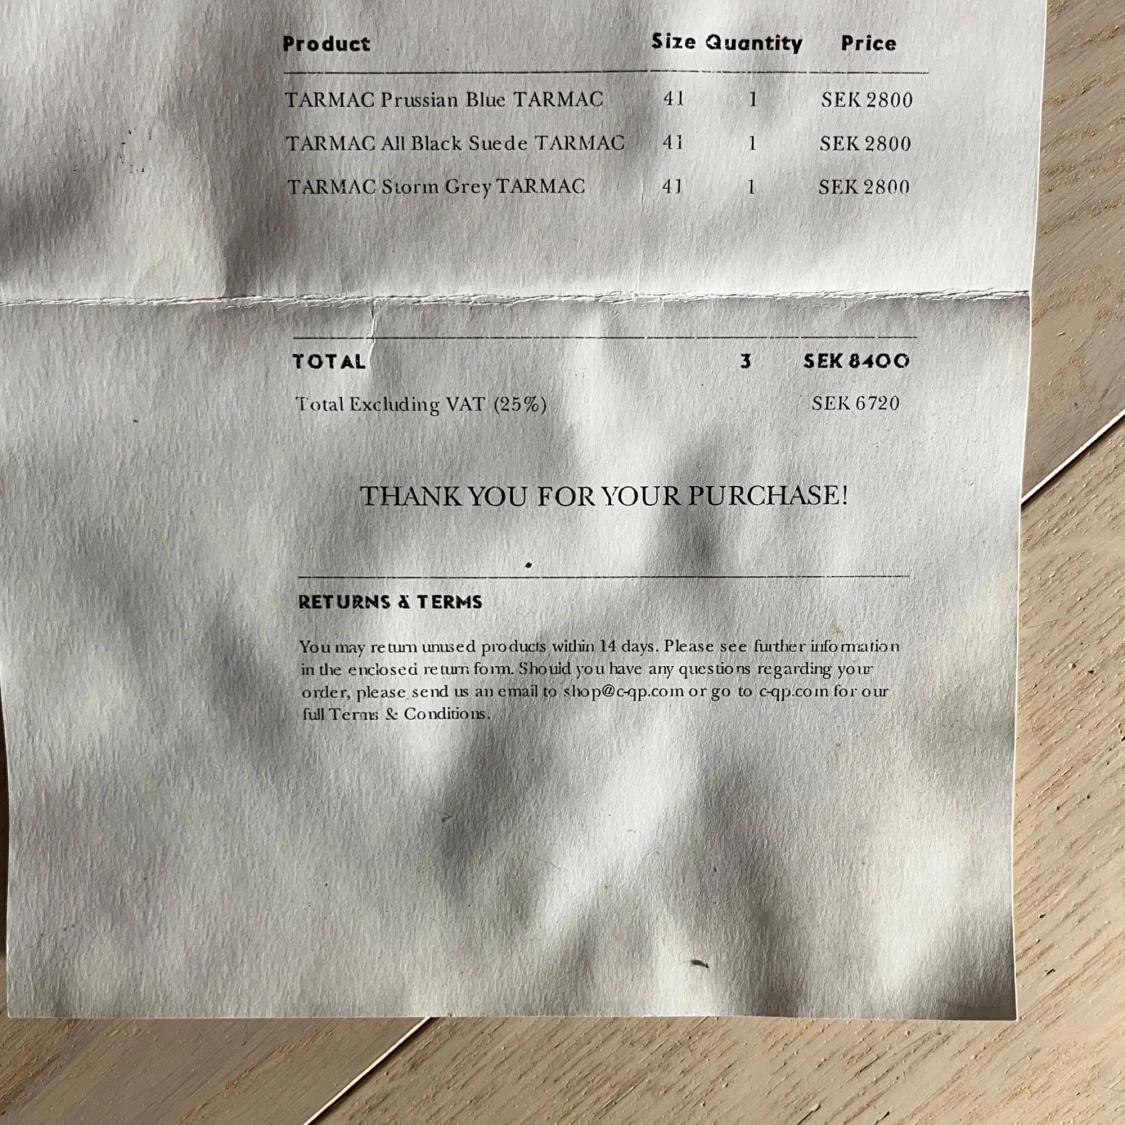 Product Size Quantity Price
TARMAC Prussian Blue TARMAC 41 1 SEK 2800
TARMAC All Black Suede TARMAC 41 1 SEK 2800
TARMAC Storm Grey TARMAC 41 1 SEK 2800
TOTAL 3 SEK 8400
Total Excluding VAT (25%) SEK 6720
THANK YOU FOR YOUR PURCHASE!
RETURNS & TERMS
You may return unused products within 14 days. Please see further information
in the enclosed return form. Should you have any questions regarding your
order, please send us an email to shop@c-qp.com or go to c-qp.com for our
full Terms & Conditions.